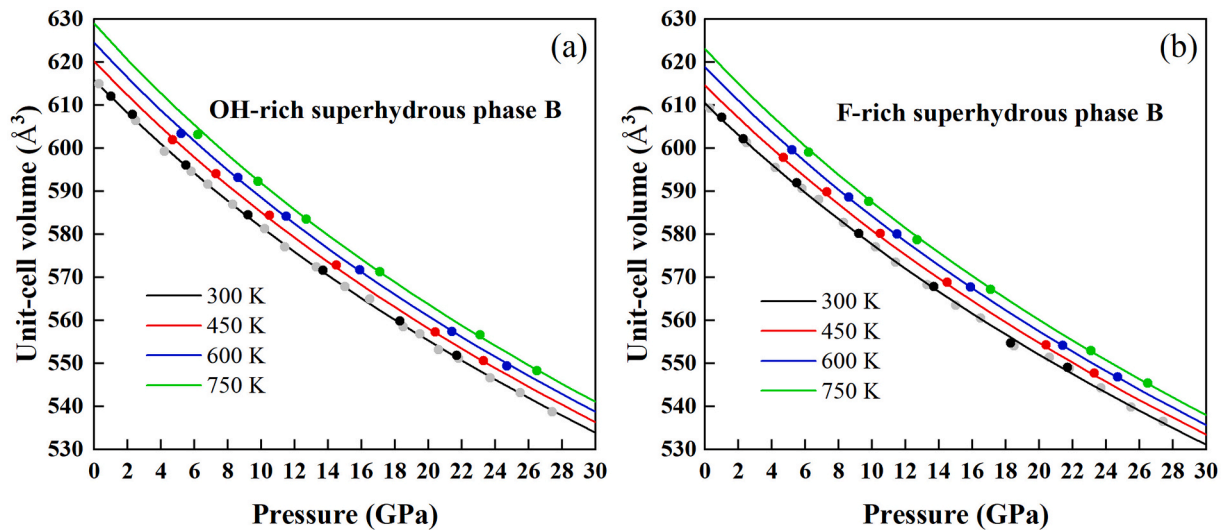 (a)
OH-rich superhydrous phase B
Unit-cell volume (Å³)
630
620
610
600
590
580
570
560
550
540
530
300 K
450 K
600 K
750 K
0 2 4 6 8 10 12 14 16 18 20 22 24 26 28 30
Pressure (GPa)
(b)
F-rich superhydrous phase B
Unit-cell volume (Å³)
630
620
610
600
590
580
570
560
550
540
530
300 K
450 K
600 K
750 K
0 2 4 6 8 10 12 14 16 18 20 22 24 26 28 30
Pressure (GPa)